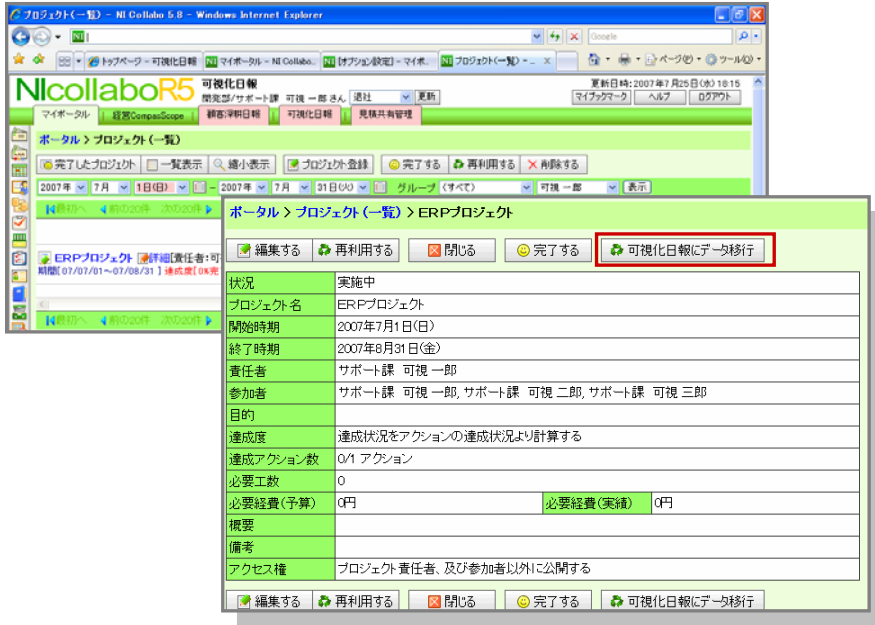 プロジェクト(一覧) - NI Collabo 5.8 - Windows Internet Explorer
Google
トップページ - 可視化日報 マイポータル - NI Collabo.. [オプション設定] - マイポ.. プロジェクト(一覧) - ... ページ(P) ツール(O)
NIcollaboR5 可視化日報
開発部/サポート課 可視 一郎 さん 退社 更新
更新日時:2007年7月25日(水) 18:15
マイブックマーク ヘルプ ログアウト
マイポータル 経営CompasScope 顧客深耕日報 可視化日報 見積共有管理
ポータル > プロジェクト(一覧)
完了したプロジェクト 一覧表示 縮小表示 プロジェクト登録 完了する 再利用する 削除する
2007年 7月 1日(日) - 2007年 7月 31日(火) グループ (すべて) 可視 一郎 表示
最初へ 前の20件 次の20件
ERPプロジェクト 詳細[責任者:可
期間[07/07/01～07/08/31] 達成度[0%完
最初へ 前の20件 次の20件
ポータル > プロジェクト(一覧) > ERPプロジェクト
編集する 再利用する 閉じる 完了する 可視化日報にデータ移行
状況 実施中
プロジェクト名 ERPプロジェクト
開始時期 2007年7月1日(日)
終了時期 2007年8月31日(金)
責任者 サポート課 可視 一郎
参加者 サポート課 可視 一郎, サポート課 可視 二郎, サポート課 可視 三郎
目的
達成度 達成状況をアクションの達成状況より計算する
達成アクション数 0/1 アクション
必要工数 0
必要経費(予算) 0円 必要経費(実績) 0円
概要
備考
アクセス権 プロジェクト責任者、及び参加者以外に公開する
編集する 再利用する 閉じる 完了する 可視化日報にデータ移行